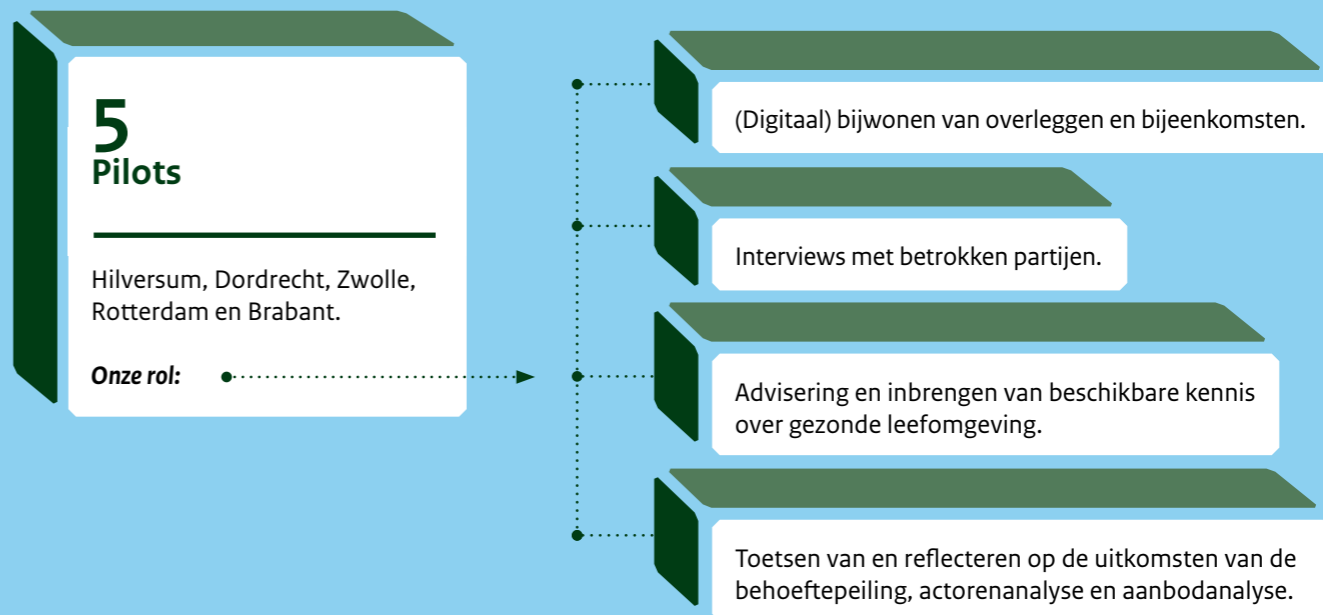 5
Pilots
Hilversum, Dordrecht, Zwolle,
Rotterdam en Brabant.
Onze rol:
(Digitaal) bijwonen van overleggen en bijeenkomsten.
Interviews met betrokken partijen.
Advisering en inbrengen van beschikbare kennis
over gezonde leefomgeving.
Toetsen van en reflecteren op de uitkomsten van de
behoeftepeiling, actorenanalyse en aanbodanalyse.